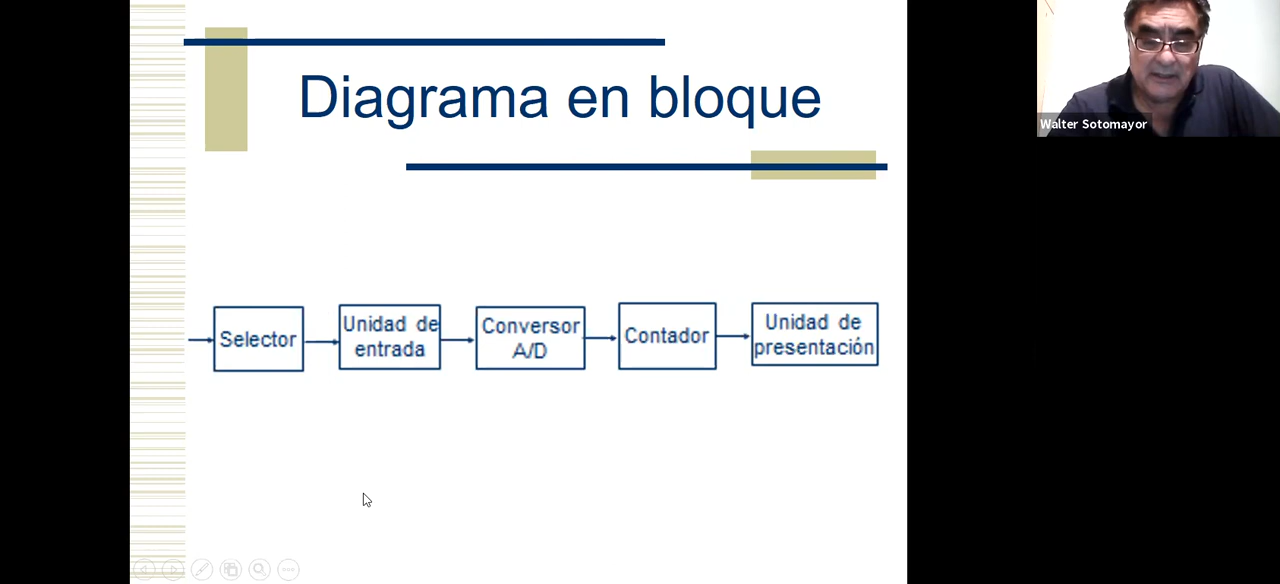 Diagrama en bloque
Walter Sotomayor
Selector
Unidad de
entrada
Conversor
A/D
Contador
Unidad de
presentación